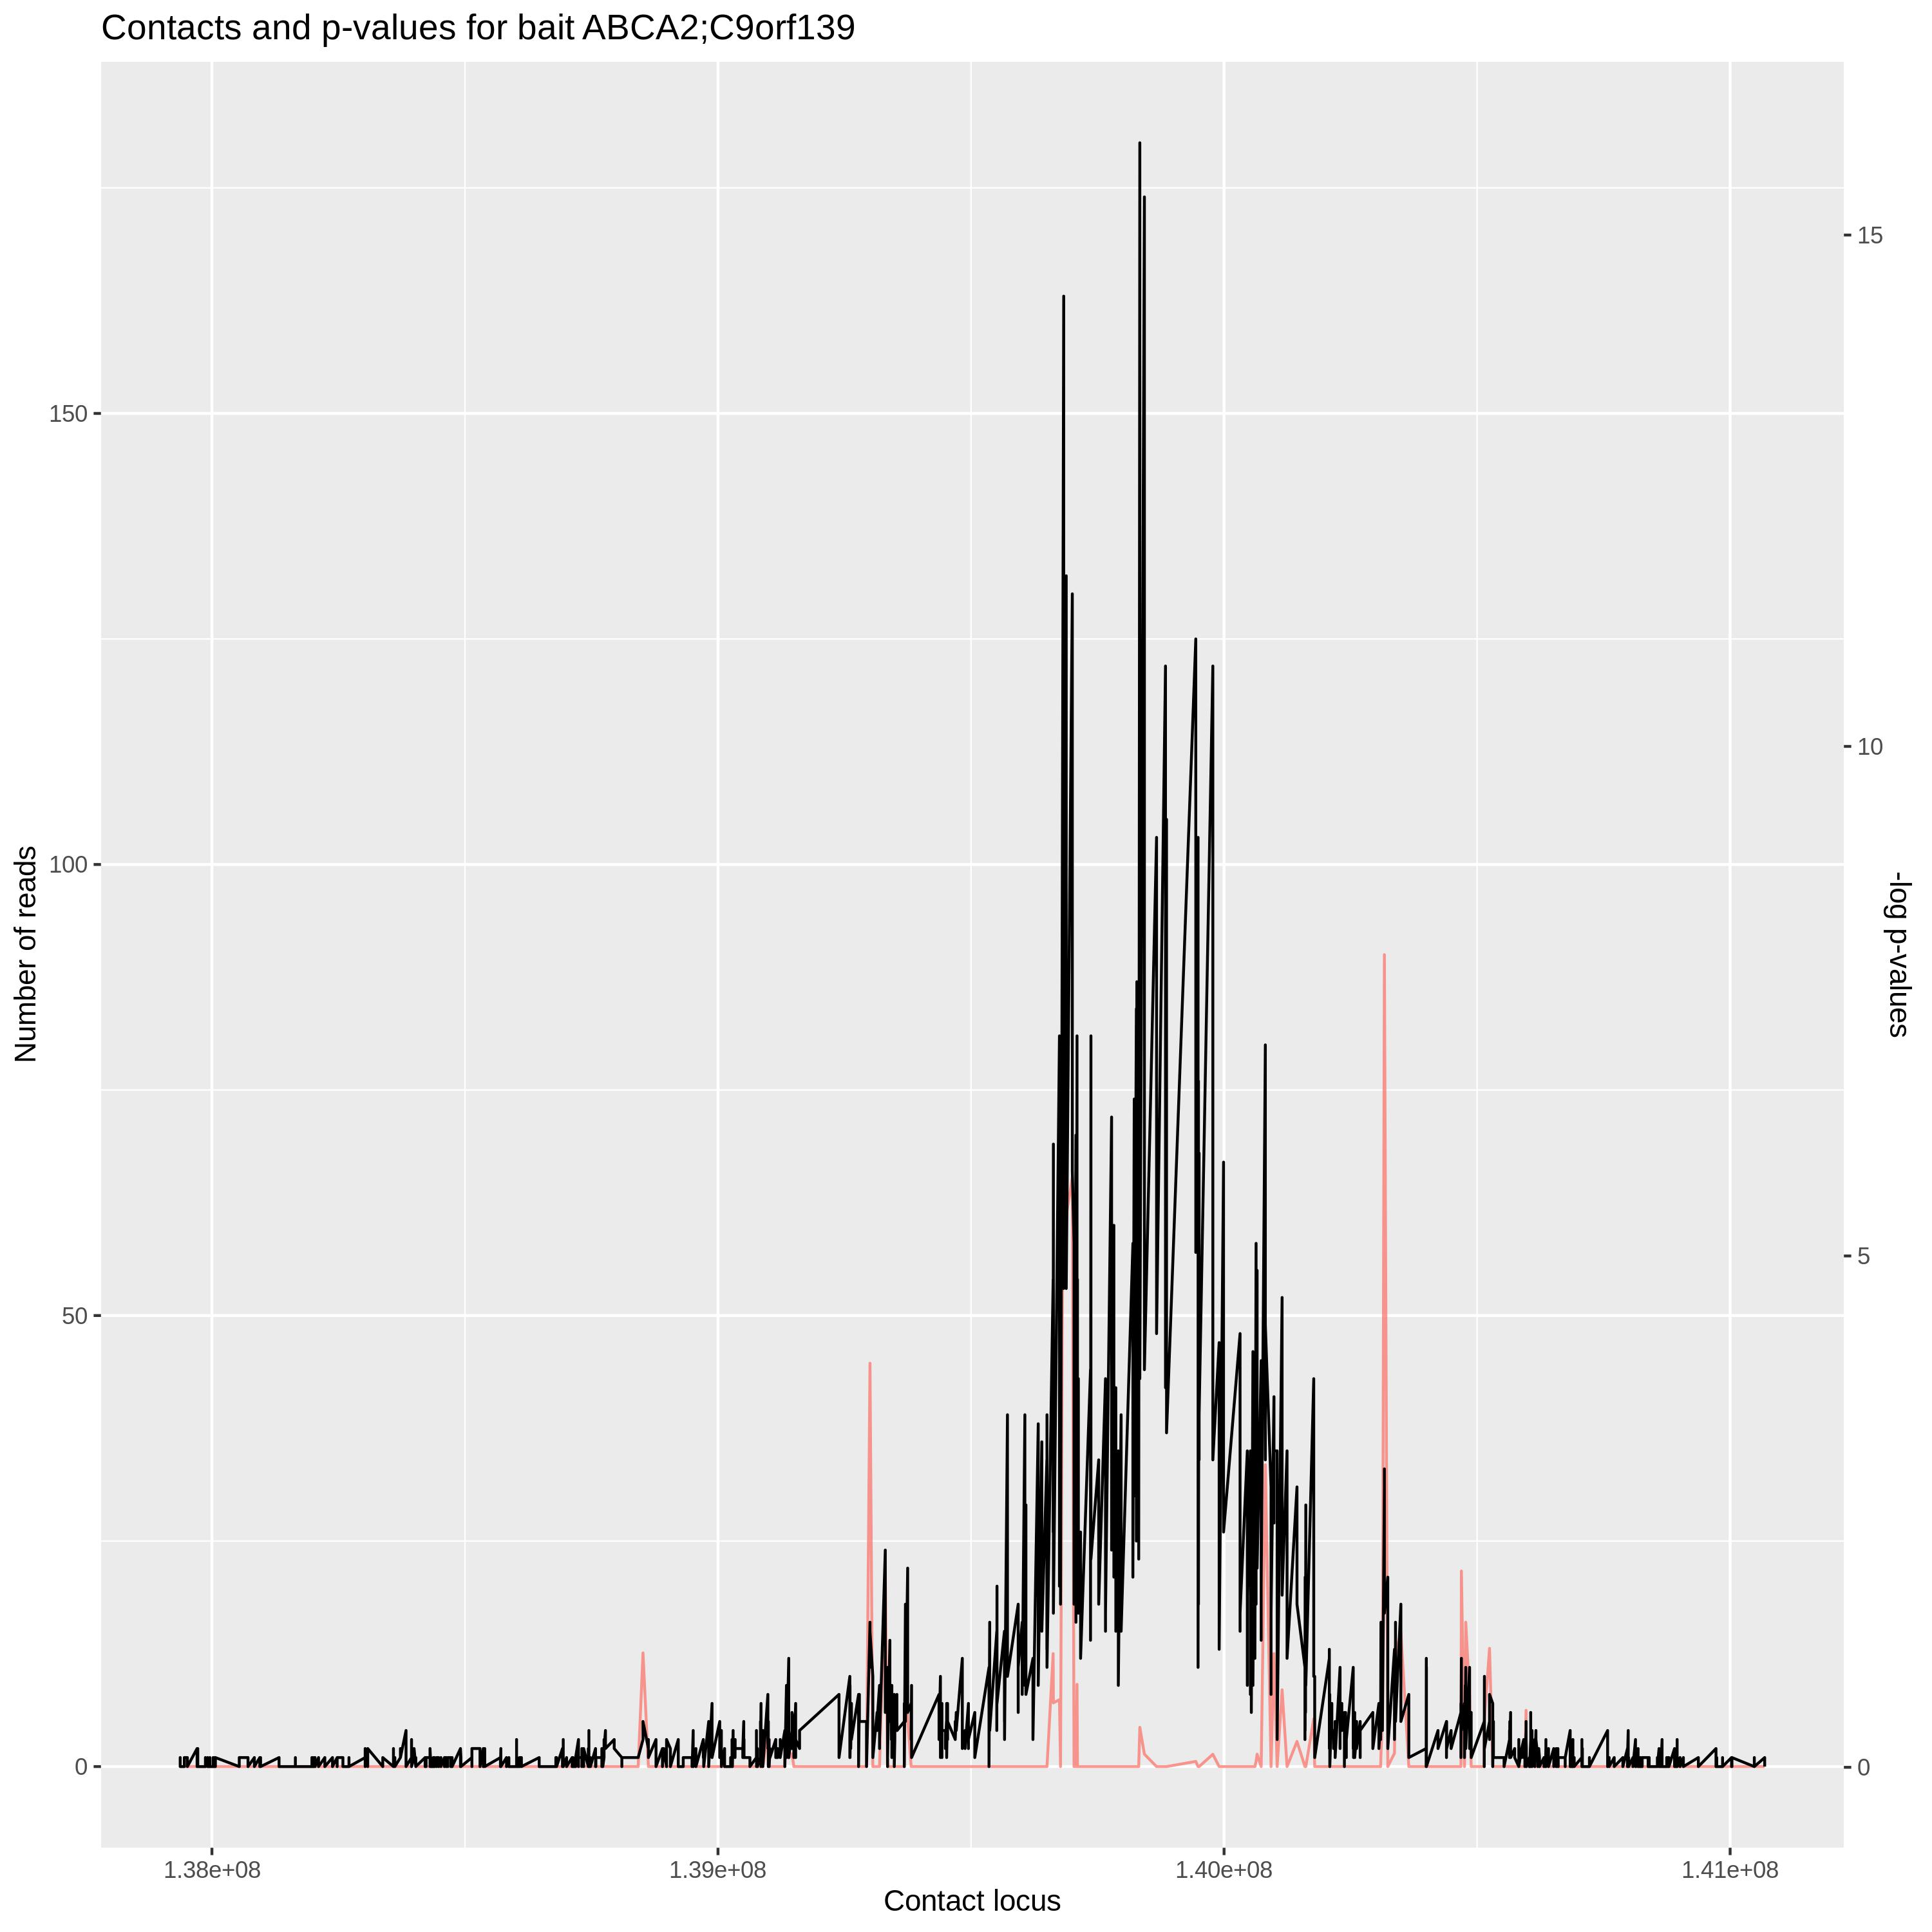 Contacts and p-values for bait ABCA2;C9orf139
Number of reads
150
100
50
0
15
10
5
0
-log p-values
1.38e+08
1.39e+08
1.40e+08
1.41e+08
Contact locus